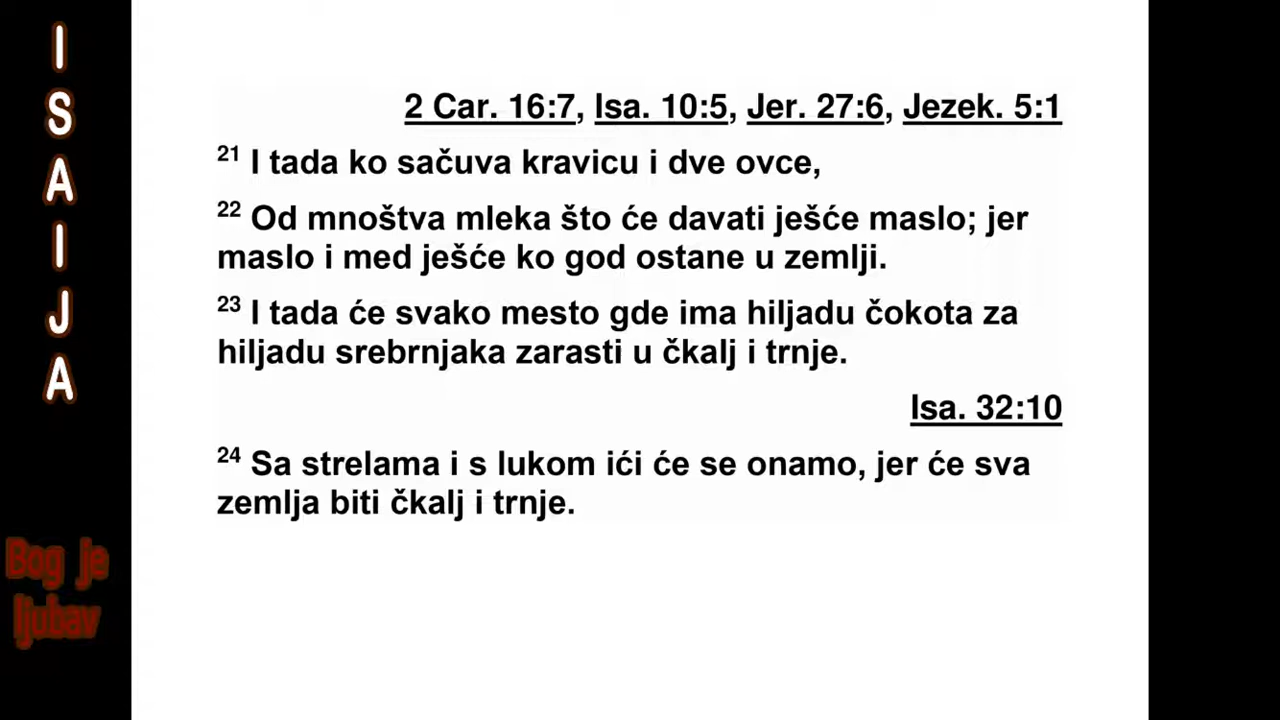 ISAIJA
2 Car. 16:7, Isa. 10:5, Jer. 27:6, Jezek. 5:1
21 I tada ko sačuva kravicu i dve ovce,
22 Od mnoštva mleka što će davati ješće maslo; jer
maslo i med ješće ko god ostane u zemlji.
23 I tada će svako mesto gde ima hiljadu čokota za
hiljadu srebrnjaka zarasti u čkalj i trnje.
Isa. 32:10
24 Sa strelama i s lukom ići će se onamo, jer će sva
zemlja biti čkalj i trnje.
Bog je
ljubav